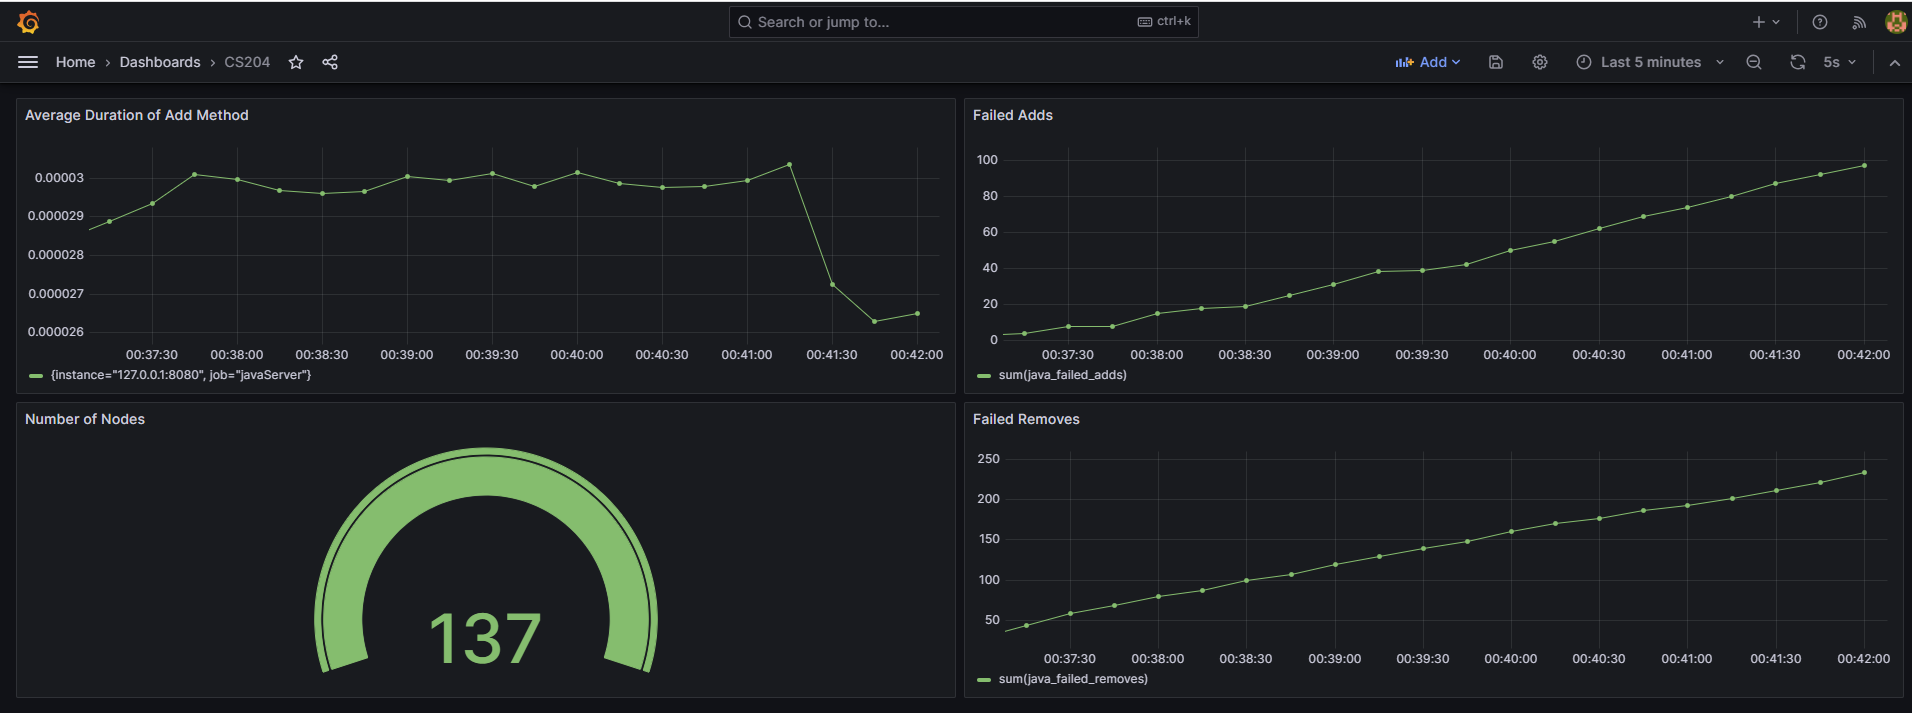 Search or jump to...
ctrl+k
Home › Dashboards › CS204
Add
Last 5 minutes
5s
Average Duration of Add Method
0.00003
0.000029
0.000028
0.000027
0.000026
00:37:30 00:38:00 00:38:30 00:39:00 00:39:30 00:40:00 00:40:30 00:41:00 00:41:30 00:42:00
{instance="127.0.0.1:8080", job="javaServer"}
Failed Adds
100
80
60
40
20
0
00:37:30 00:38:00 00:38:30 00:39:00 00:39:30 00:40:00 00:40:30 00:41:00 00:41:30 00:42:00
sum(java_failed_adds)
Number of Nodes
137
Failed Removes
250
200
150
100
50
00:37:30 00:38:00 00:38:30 00:39:00 00:39:30 00:40:00 00:40:30 00:41:00 00:41:30 00:42:00
sum(java_failed_removes)